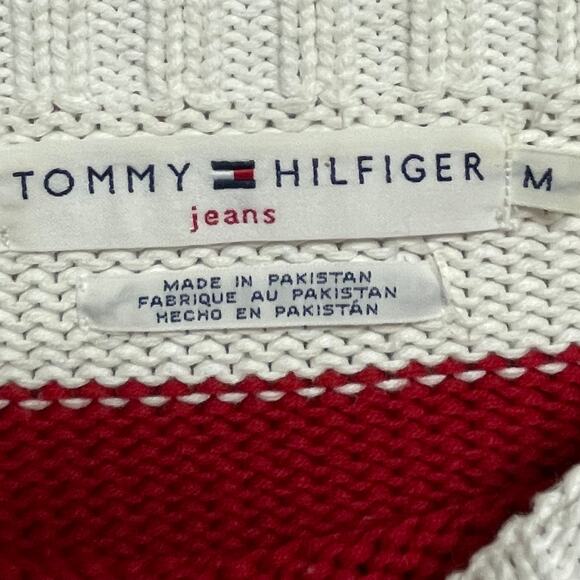 TOMMY HILFIGER M
jeans
MADE IN PAKISTAN
FABRIQUE AU PAKISTAN
HECHO EN PAKISTÁN